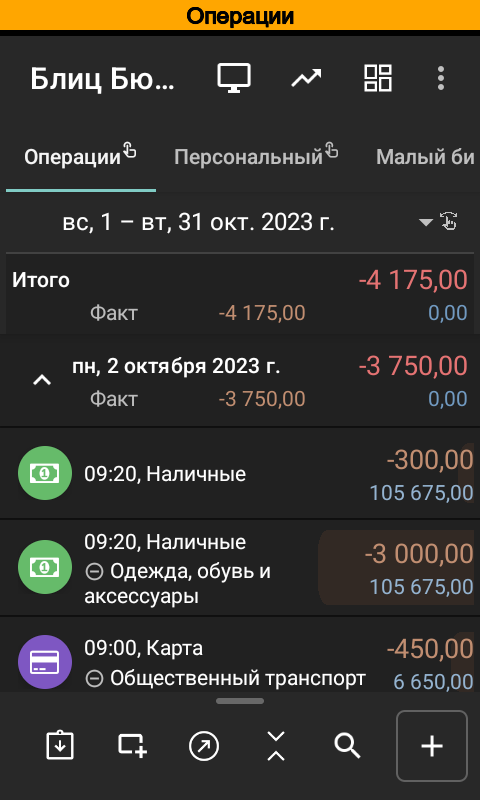 Операции
Блиц Бю...
Операции Персональный Малый би
вс, 1 – вт, 31 окт. 2023 г.
Итого -4 175,00
Факт -4 175,00 0,00
пн, 2 октября 2023 г. -3 750,00
Факт -3 750,00 0,00
09:20, Наличные -300,00
105 675,00
09:20, Наличные -3 000,00
Одежда, обувь и аксессуары 105 675,00
09:00, Карта -450,00
Общественный транспорт 6 650,00